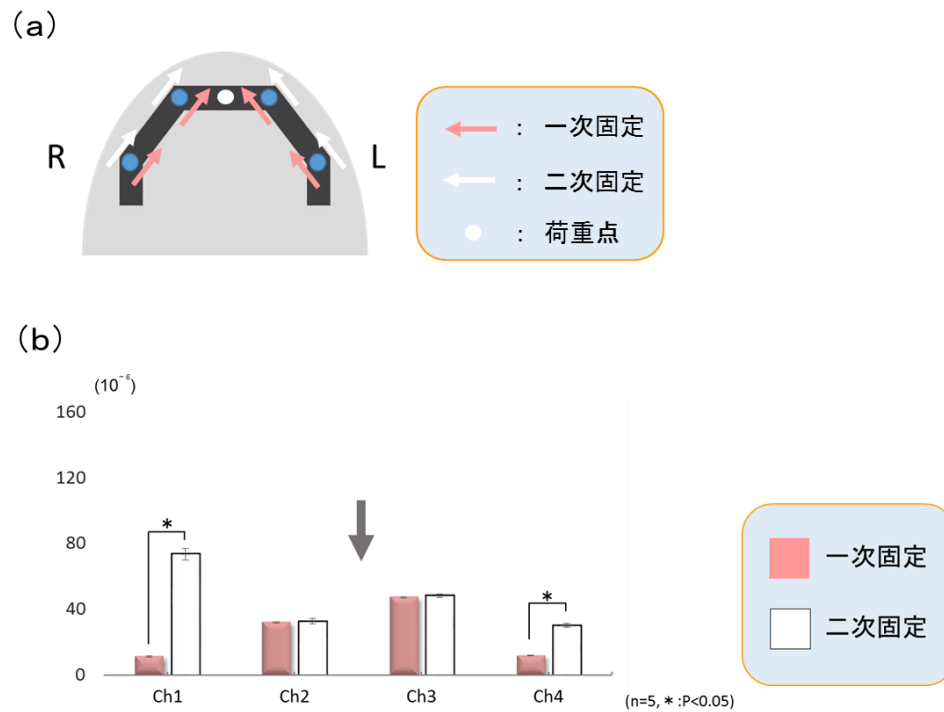 (a)
R
L
: 一次固定
: 二次固定
: 荷重点
(b)
(10⁻⁶)
160
120
80
40
0
*
*
Ch1
Ch2
Ch3
Ch4
(n=5, *:P<0.05)
一次固定
二次固定